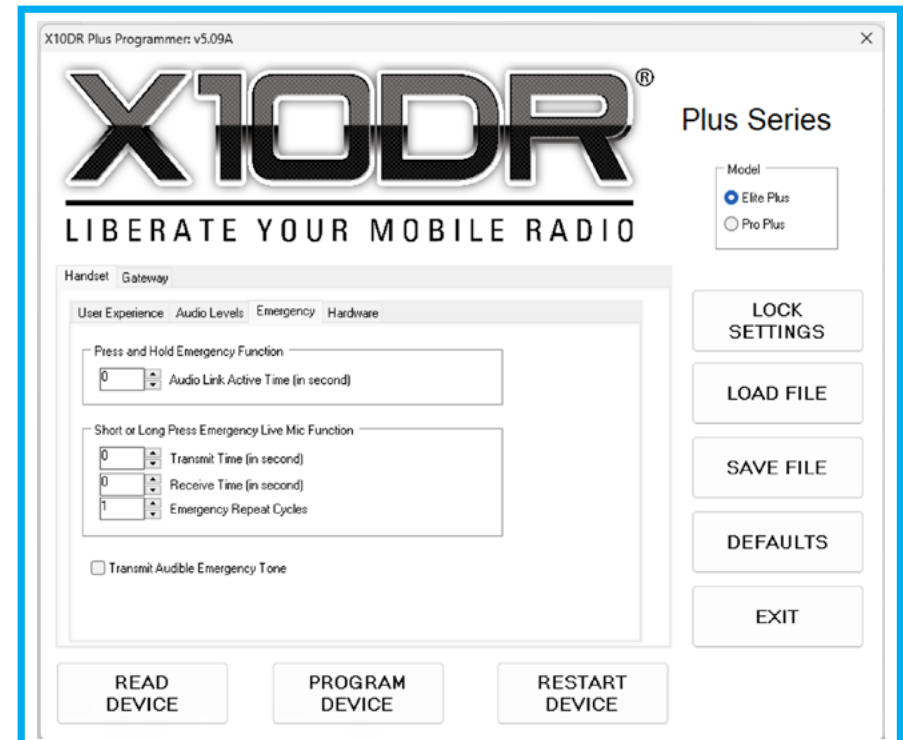 X10DR Plus Programmer: v5.09A
X10DR®
LIBERATE YOUR MOBILE RADIO
Plus Series
Model
Elite Plus
Pro Plus
Handset Gateway
User Experience Audio Levels Emergency Hardware
Press and Hold Emergency Function
0 Audio Link Active Time (in second)
Short or Long Press Emergency Live Mic Function
0 Transmit Time (in second)
0 Receive Time (in second)
1 Emergency Repeat Cycles
Transmit Audible Emergency Tone
LOCK
SETTINGS
LOAD FILE
SAVE FILE
DEFAULTS
EXIT
READ
DEVICE
PROGRAM
DEVICE
RESTART
DEVICE